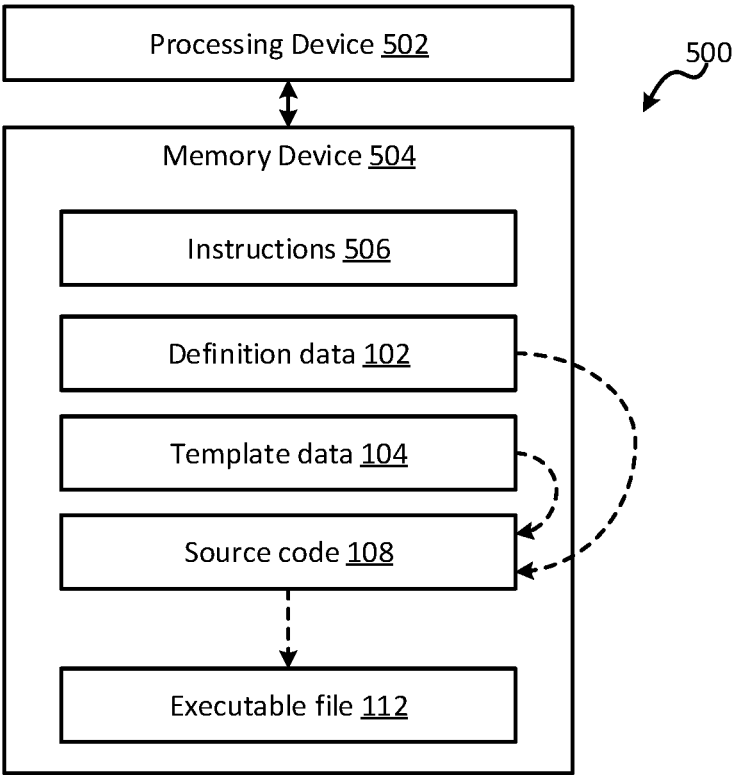 Processing Device 502
500
Memory Device 504
Instructions 506
Definition data 102
Template data 104
Source code 108
Executable file 112